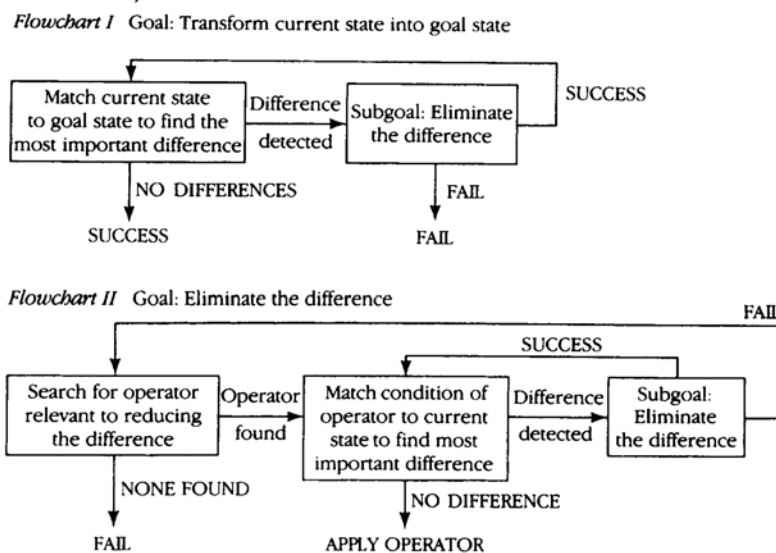 Flowchart I Goal: Transform current state into goal state
Match current state
to goal state to find the
most important difference
Difference
detected
Subgoal: Eliminate
the difference
SUCCESS
NO DIFFERENCES
SUCCESS
FAIL
FAIL
Flowchart II Goal: Eliminate the difference
FAIL
SUCCESS
Search for operator
relevant to reducing
the difference
Operator
found
Match condition of
operator to current
state to find most
important difference
Difference
detected
Subgoal:
Eliminate
the difference
NONE FOUND
FAIL
NO DIFFERENCE
APPLY OPERATOR